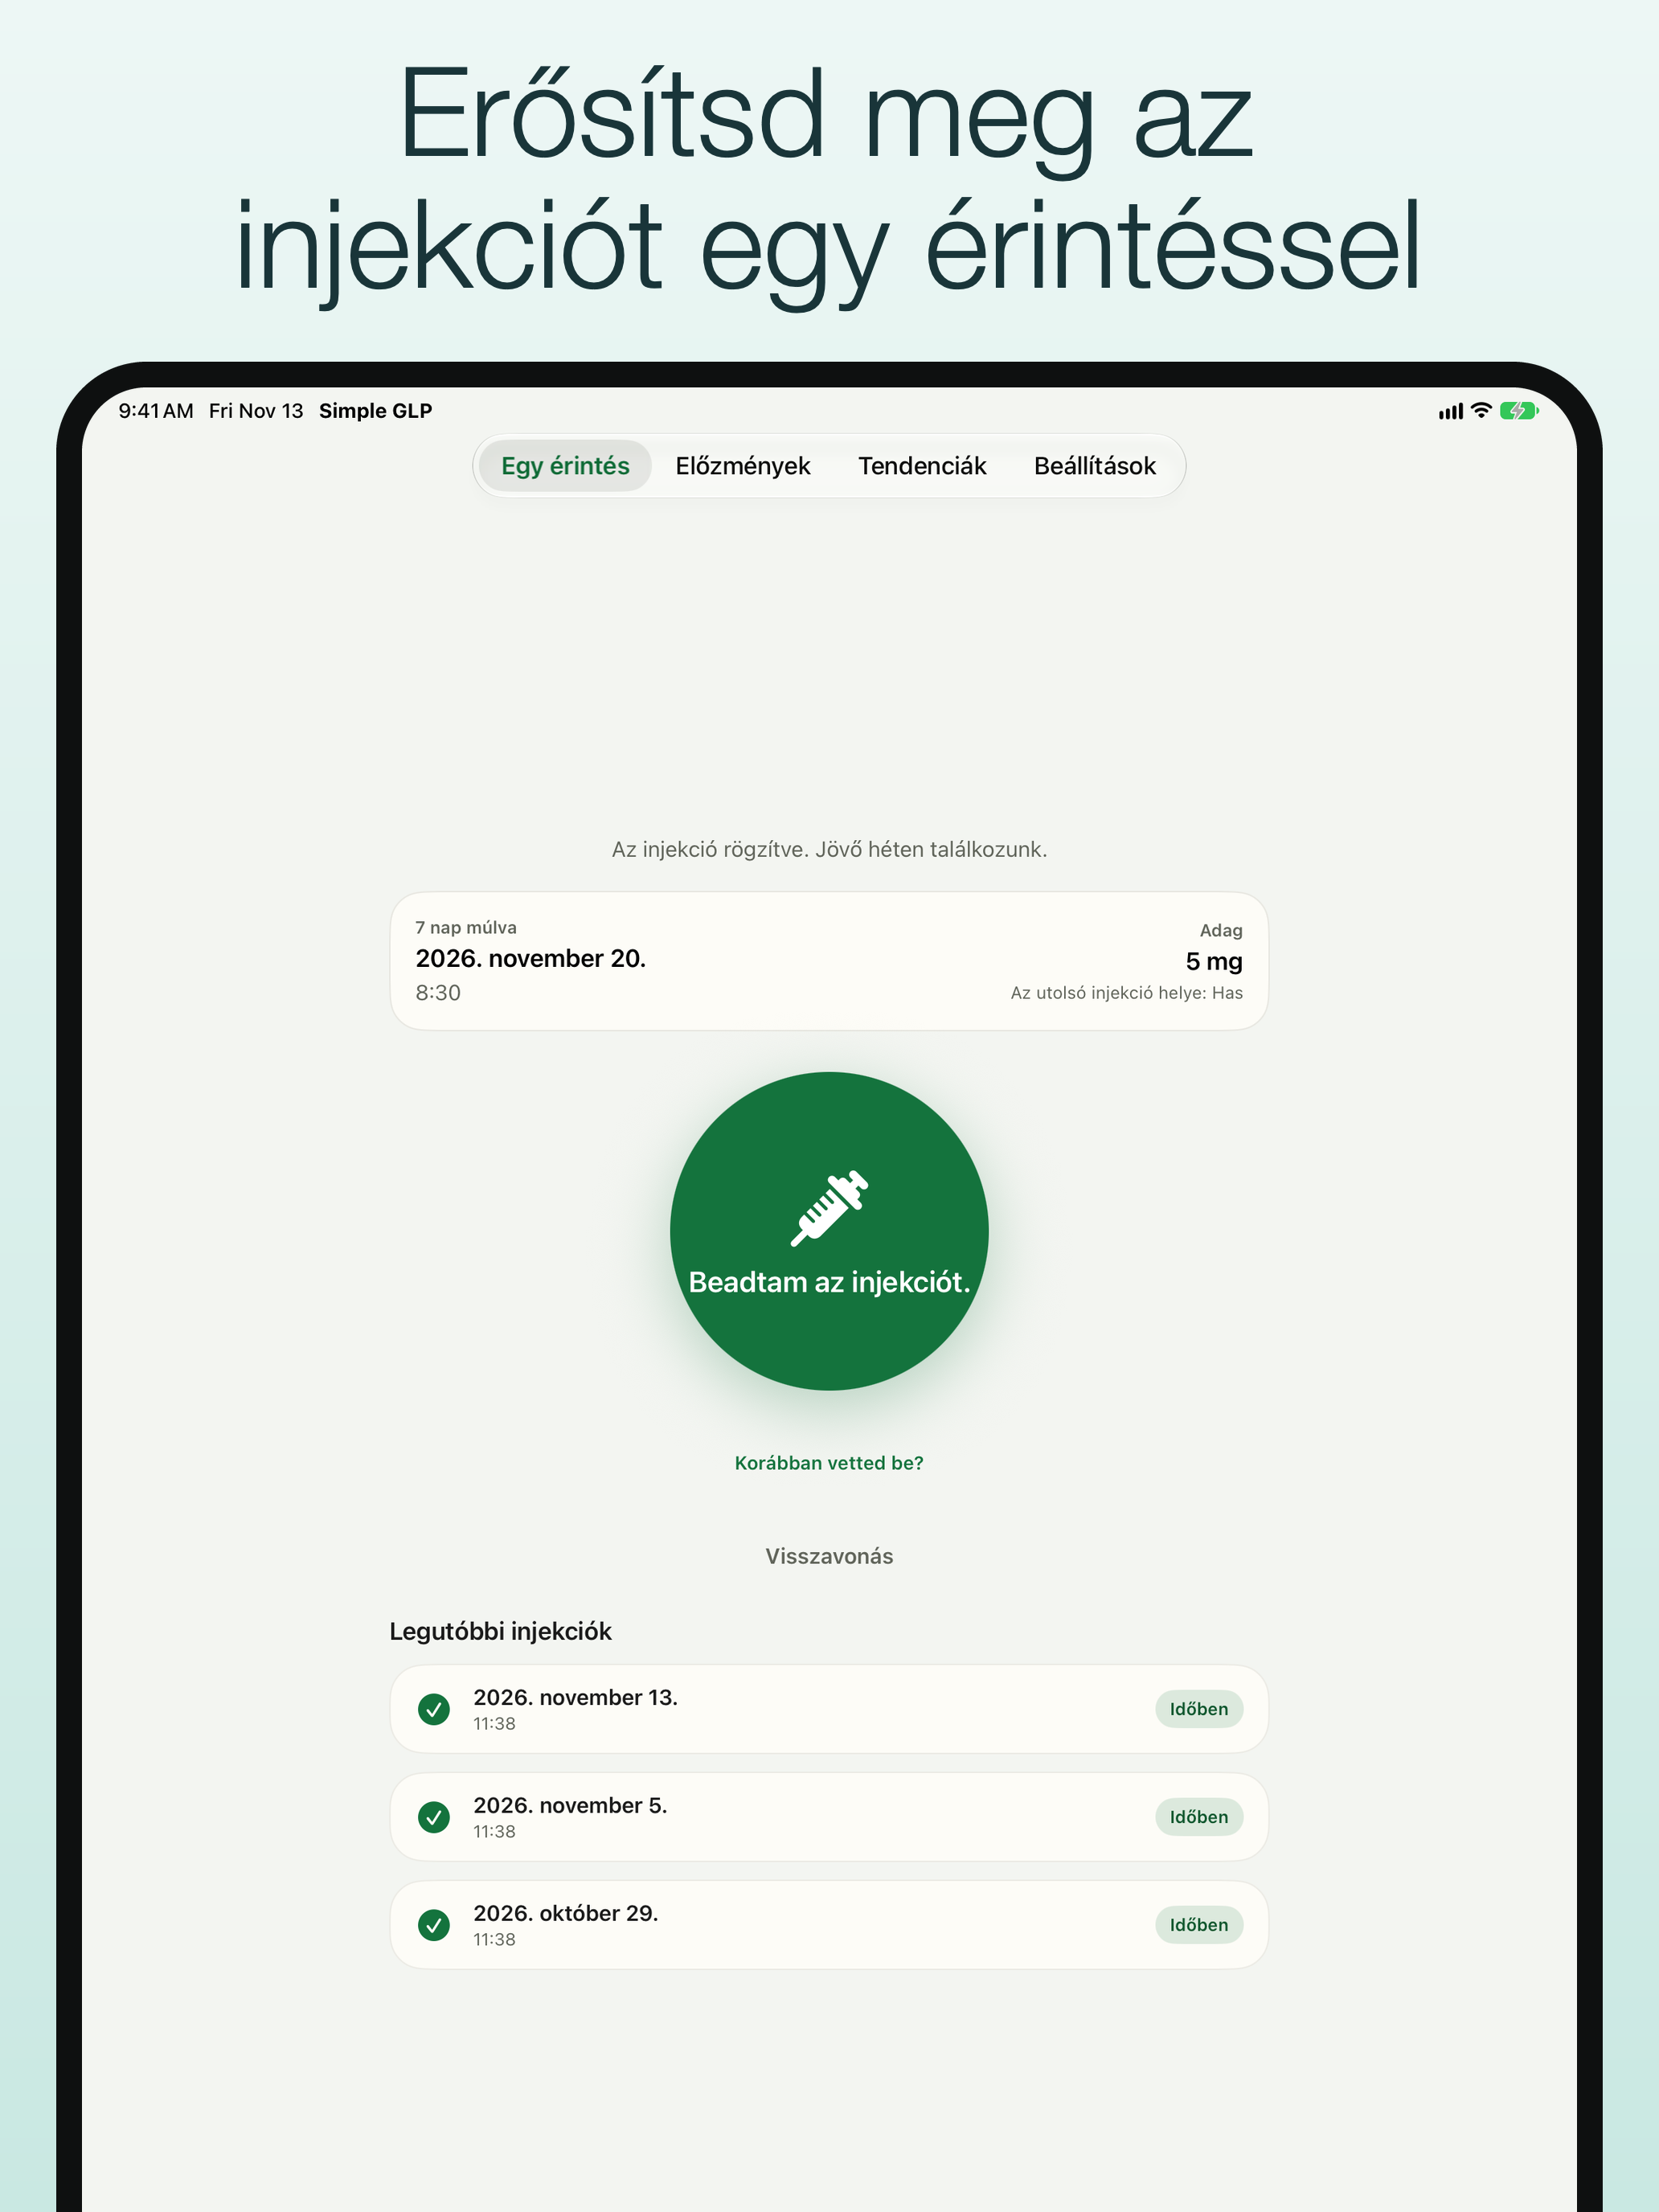 Erősítsd meg az
injekciót egy érintéssel
9:41 AM Fri Nov 13 Simple GLP
Egy érintés Előzmények Tendenciák Beállítások
Az injekció rögzítve. Jövő héten találkozunk.
7 nap múlva
2026. november 20.
8:30
Adag
5 mg
Az utolsó injekció helye: Has
Beadtam az injekciót.
Korábban vetted be?
Visszavonás
Legutóbbi injekciók
2026. november 13.
11:38
Időben
2026. november 5.
11:38
Időben
2026. október 29.
11:38
Időben